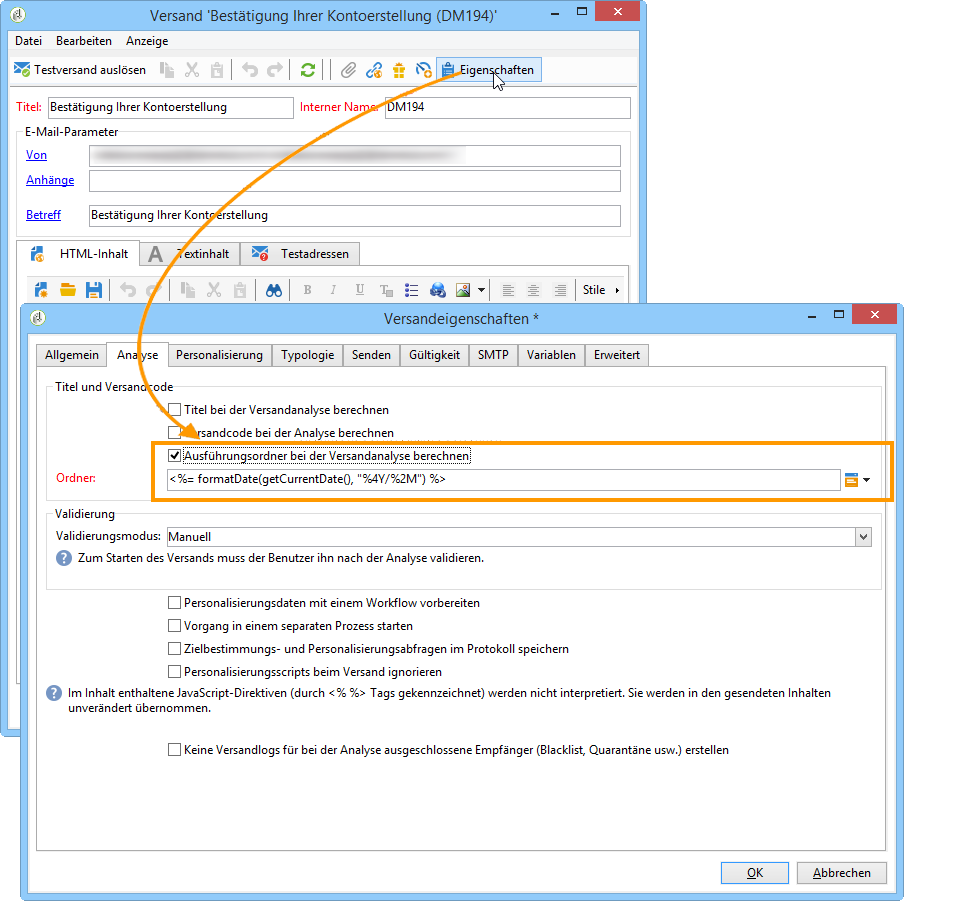 Versand 'Bestätigung Ihrer Kontoerstellung (DM194)'
Datei Bearbeiten Anzeige
Testversand auslösen Eigenschaften
Titel: Bestätigung Ihrer Kontoerstellung Interner Name: DM194
E-Mail-Parameter
Von
Anhänge
Betreff Bestätigung Ihrer Kontoerstellung
HTML-Inhalt Textinhalt Testadressen
B I U Stile
Versandeigenschaften *
Allgemein Analyse Personalisierung Typologie Senden Gültigkeit SMTP Variablen Erweitert
Titel und Versandcode
Titel bei der Versandanalyse berechnen
Versandcode bei der Analyse berechnen
Ausführungsordner bei der Versandanalyse berechnen
Ordner: <%= formatDate(getCurrentDate(), "%4Y/%2M") %>
Validierung
Validierungsmodus: Manuell
Zum Starten des Versands muss der Benutzer ihn nach der Analyse validieren.
Personalisierungsdaten mit einem Workflow vorbereiten
Vorgang in einem separaten Prozess starten
Zielbestimmungs- und Personalisierungsabfragen im Protokoll speichern
Personalisierungsscripts beim Versand ignorieren
Im Inhalt enthaltene JavaScript-Direktiven (durch <% %> Tags gekennzeichnet) werden nicht interpretiert. Sie werden in den gesendeten Inhalten
unverändert übernommen.
Keine Versandlogs für bei der Analyse ausgeschlossene Empfänger (Blacklist, Quarantäne usw.) erstellen
OK Abbrechen